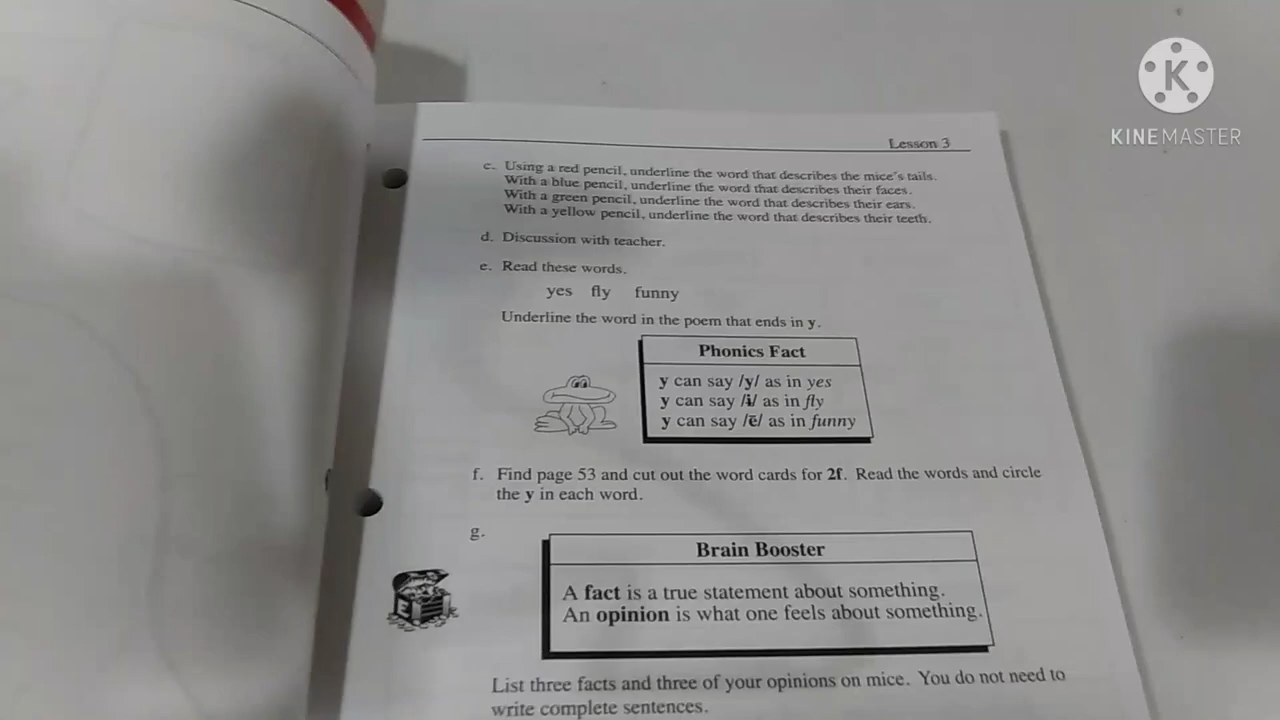 KINEMASTER
Lesson 3
c. Using a red pencil, underline the word that describes the mice's tails.
With a blue pencil, underline the word that describes their faces.
With a green pencil, underline the word that describes their ears.
With a yellow pencil, underline the word that describes their teeth.
d. Discussion with teacher.
e. Read these words.
yes fly funny
Underline the word in the poem that ends in y.
Phonics Fact
y can say /y/ as in yes
y can say /ī/ as in fly
y can say /ē/ as in funny
f. Find page 53 and cut out the word cards for 2f. Read the words and circle
the y in each word.
g.
Brain Booster
A fact is a true statement about something.
An opinion is what one feels about something.
List three facts and three of your opinions on mice. You do not need to
write complete sentences.